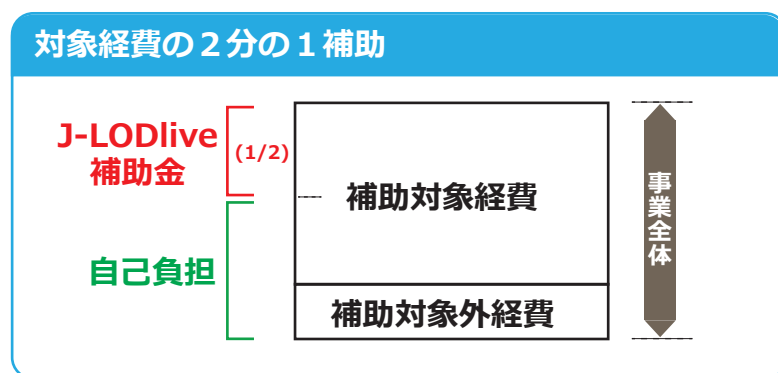 対象経費の２分の１補助
J-LODlive
補助金
(1/2)
補助対象経費
自己負担
補助対象外経費
事業全体